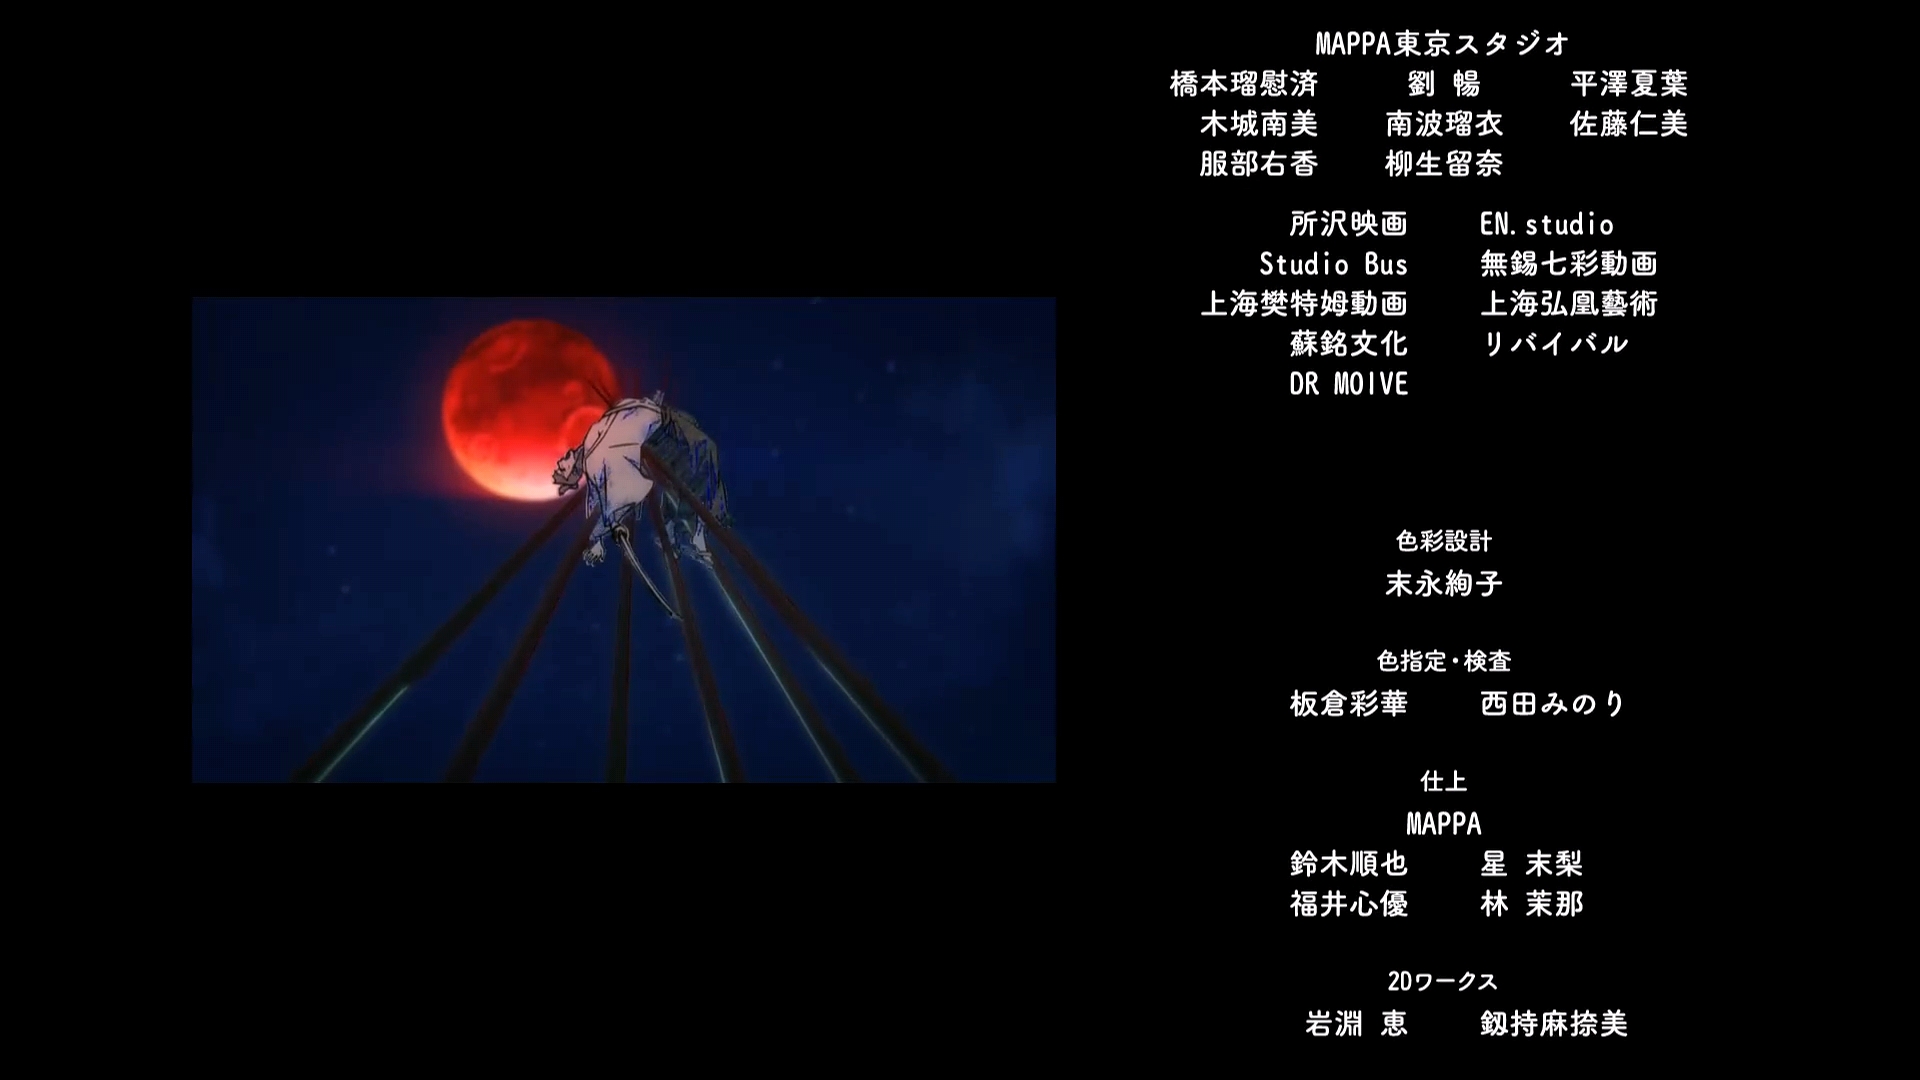 MAPPA東京スタジオ
橋本瑠慰済 劉 暢 平澤夏葉
木城南美 南波瑠衣 佐藤仁美
服部右香 柳生留奈
所沢映画 EN.studio
Studio Bus 無錫七彩動画
上海樊特姆動画 上海弘凰藝術
蘇銘文化 リバイバル
DR MOIVE
色彩設計
末永絢子
色指定・検査
板倉彩華 西田みのり
仕上
MAPPA
鈴木順也 星 末梨
福井心優 林 茉那
2Dワークス
岩淵 恵 釼持麻捺美